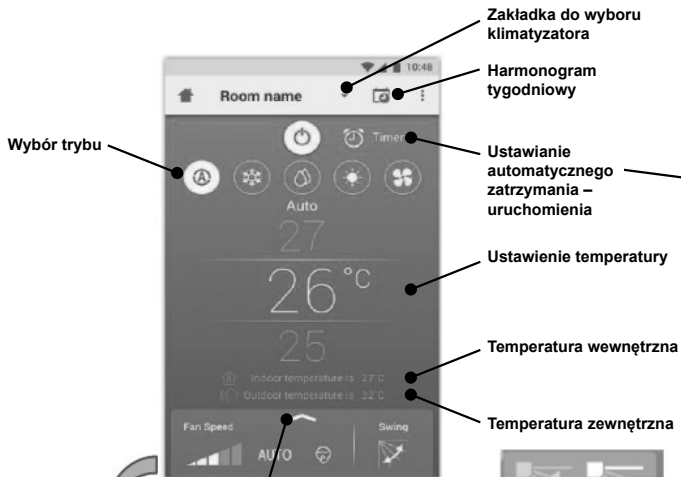 Zakładka do wyboru
klimatyzatora
10:48
Harmonogram
tygodniowy
Room name
Timer
Wybór trybu
Ustawianie
automatycznego
zatrzymania –
uruchomienia
Auto
27
Ustawienie temperatury
26°C
25
Temperatura wewnętrzna
Indoor temperature is 27°C
Outdoor temperature is 32°C
Temperatura zewnętrzna
Fan Speed
Swing
AUTO